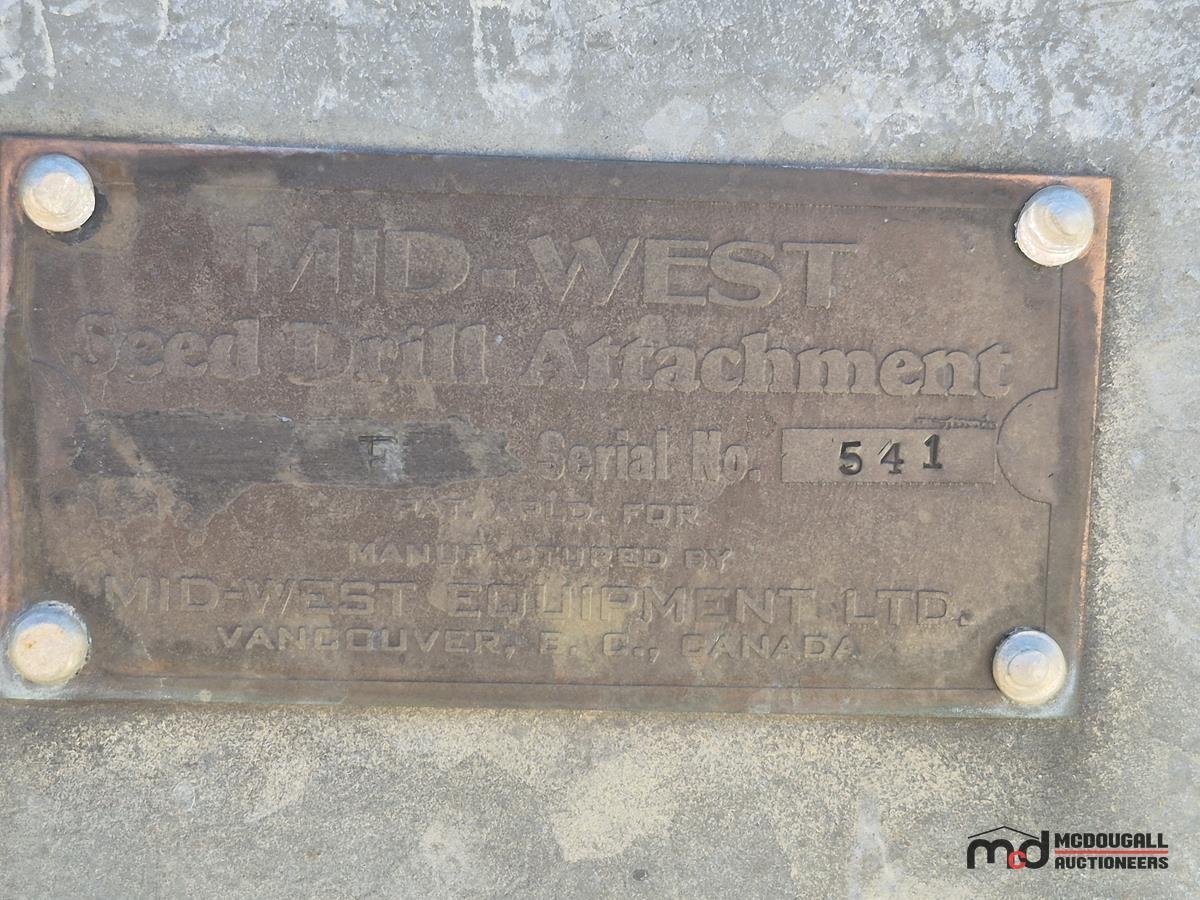 MID-WEST
Seed Drill Attachment
F Serial No. 541
PAT. APLD. FOR
MANUFACTURED BY
MID-WEST EQUIPMENT LTD.
VANCOUVER, B. C., CANADA
mcd MCDOUGALL
AUCTIONEERS